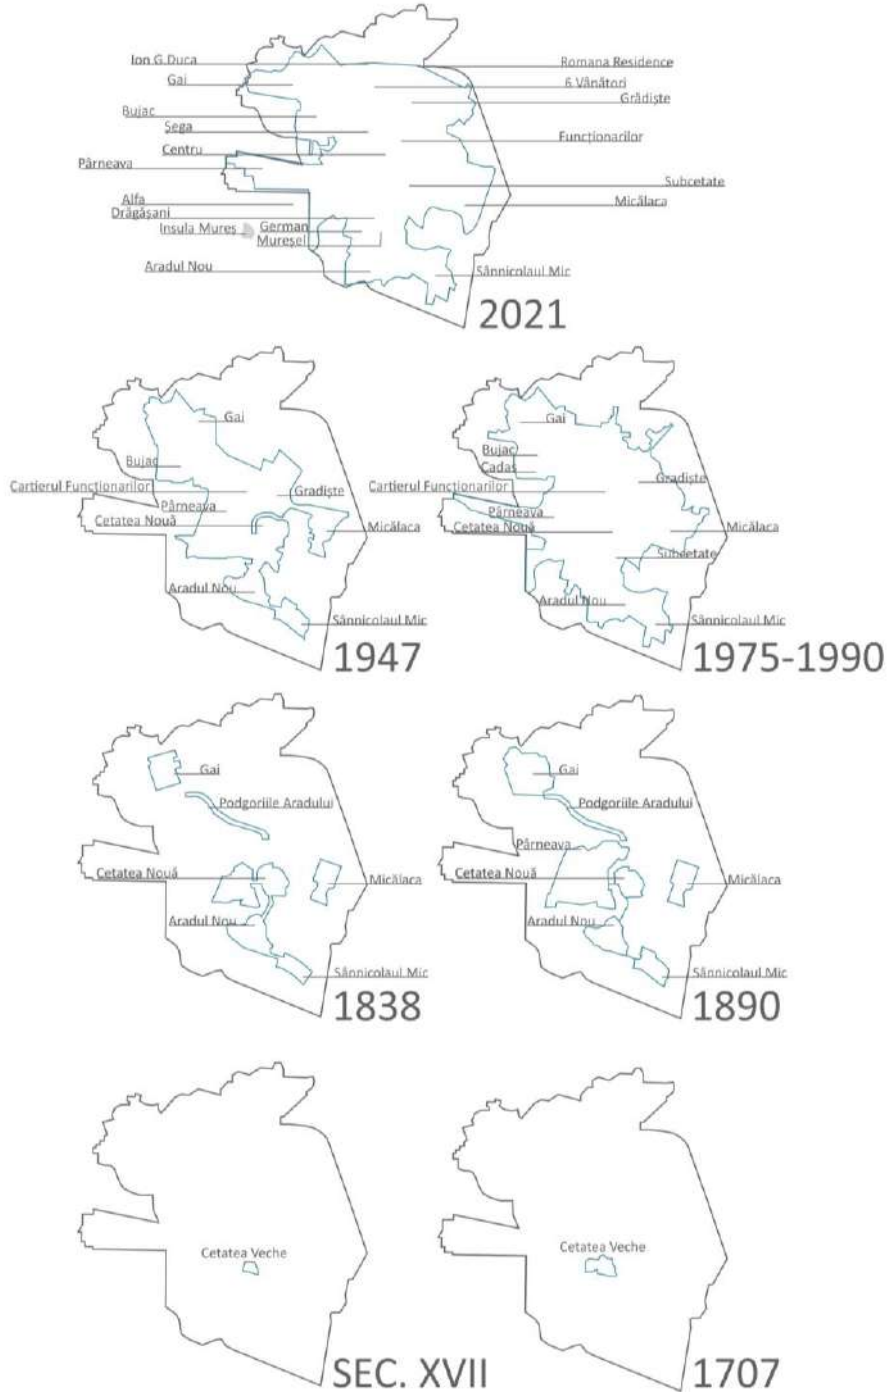 Ion G.Duca
Romana Residence
Gai
6 Vânători
Grădiște
Bujac
Șega
Funcționarilor
Centru
Pârneava
Subcetate
Alfa
Micălaca
Drăgășani
Insula Mureș
German
Mureșel
Aradul Nou
Sânnicolaul Mic
2021
Gai
Bujac
Cartierul Funcționarilor
Gradiște
Pârneava
Cetatea Nouă
Micălaca
Aradul Nou
Sânnicolaul Mic
1947
Gai
Bujac
Cadaș
Gradiște
Cartierul Funcționarilor
Pârneava
Cetatea Nouă
Micălaca
Subcetate
Aradul Nou
Sânnicolaul Mic
1975-1990
Gai
Podgoriile Aradului
Cetatea Nouă
Micălaca
Aradul Nou
Sânnicolaul Mic
1838
Gai
Podgoriile Aradului
Pârneava
Cetatea Nouă
Micălaca
Aradul Nou
Sânnicolaul Mic
1890
Cetatea Veche
SEC. XVII
Cetatea Veche
1707